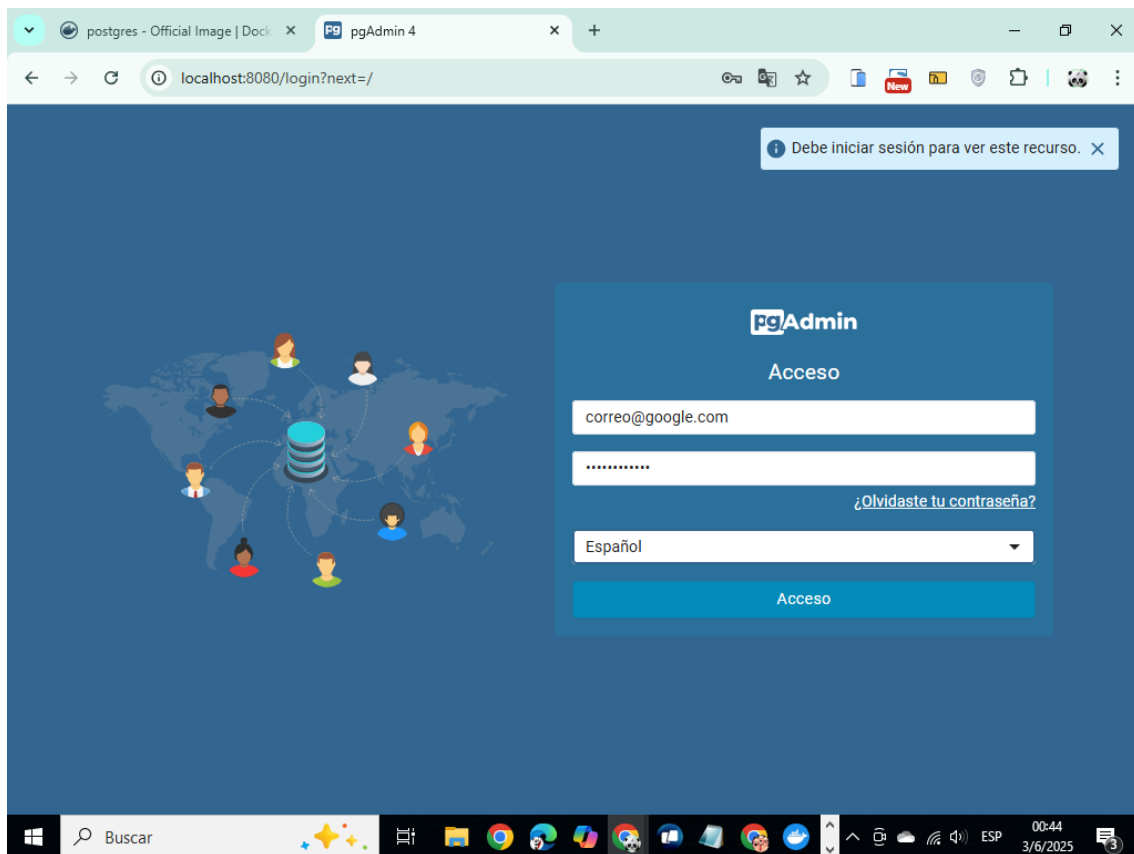 postgres - Official Image | Dock
pgAdmin 4
localhost:8080/login?next=/
New
Debe iniciar sesión para ver este recurso.
pgAdmin
Acceso
correo@google.com
••••••••••••
¿Olvidaste tu contraseña?
Español
Acceso
Buscar
ESP
00:44
3/6/2025
3